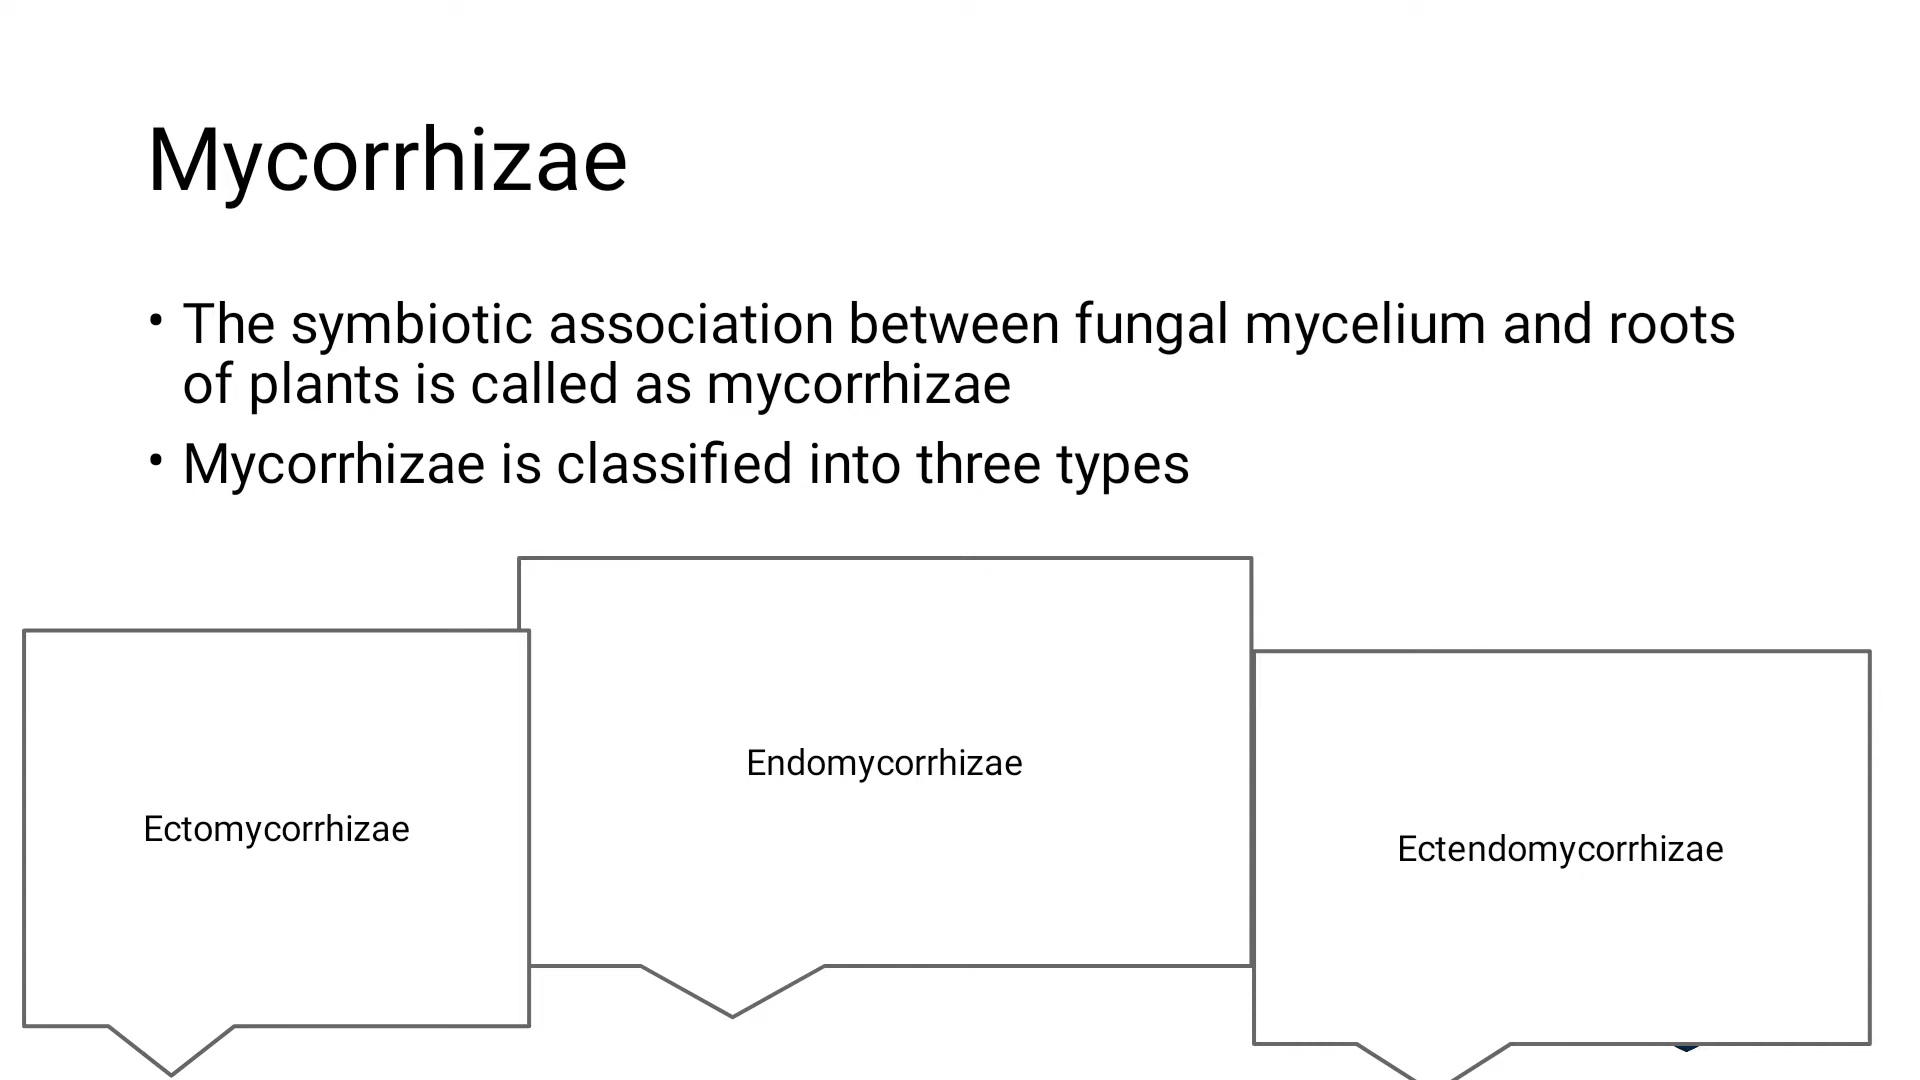 Mycorrhizae
• The symbiotic association between fungal mycelium and roots
of plants is called as mycorrhizae
• Mycorrhizae is classified into three types
Ectomycorrhizae
Endomycorrhizae
Ectendomycorrhizae